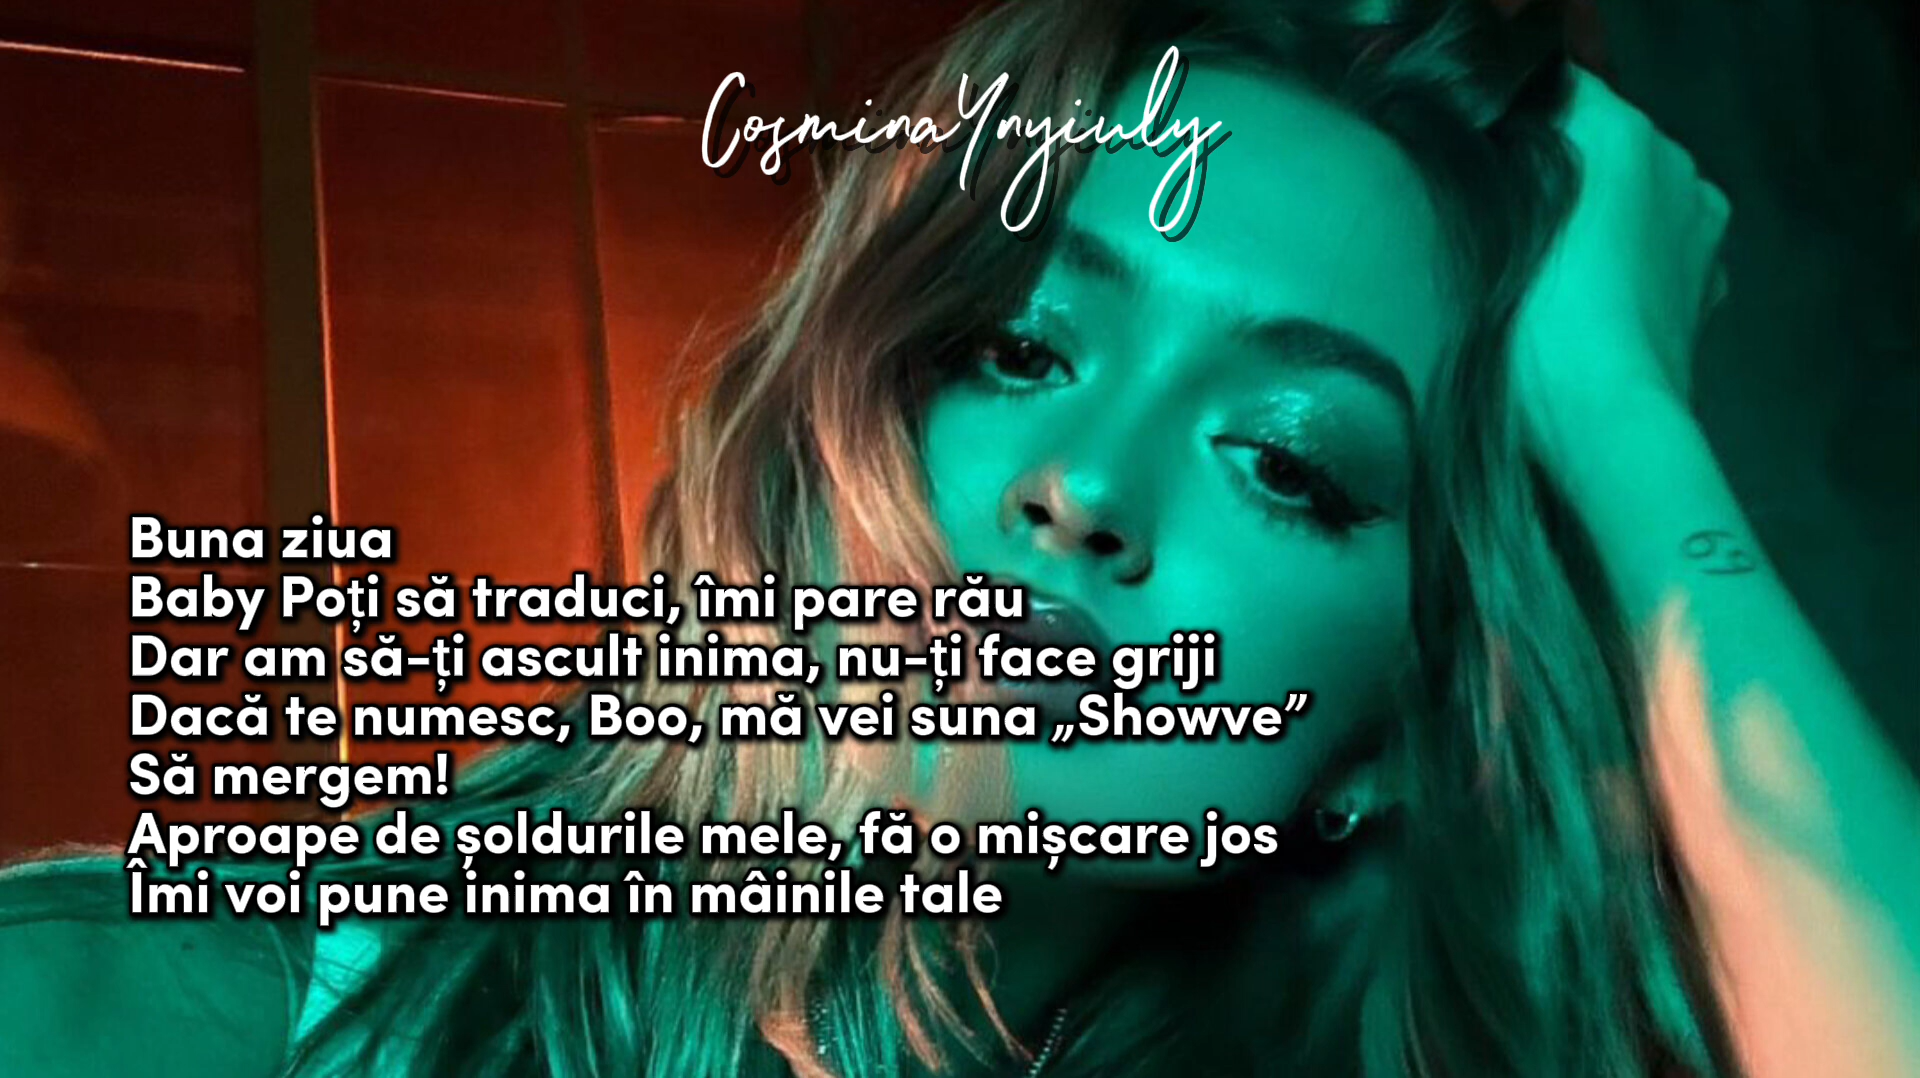 CosminaYnyiuly
Buna ziua
Baby Poți să traduci, îmi pare rău
Dar am să-ți ascult inima, nu-ți face griji
Dacă te numesc, Boo, mă vei suna „Showve”
Să mergem!
Aproape de șoldurile mele, fă o mișcare jos
Îmi voi pune inima în mâinile tale